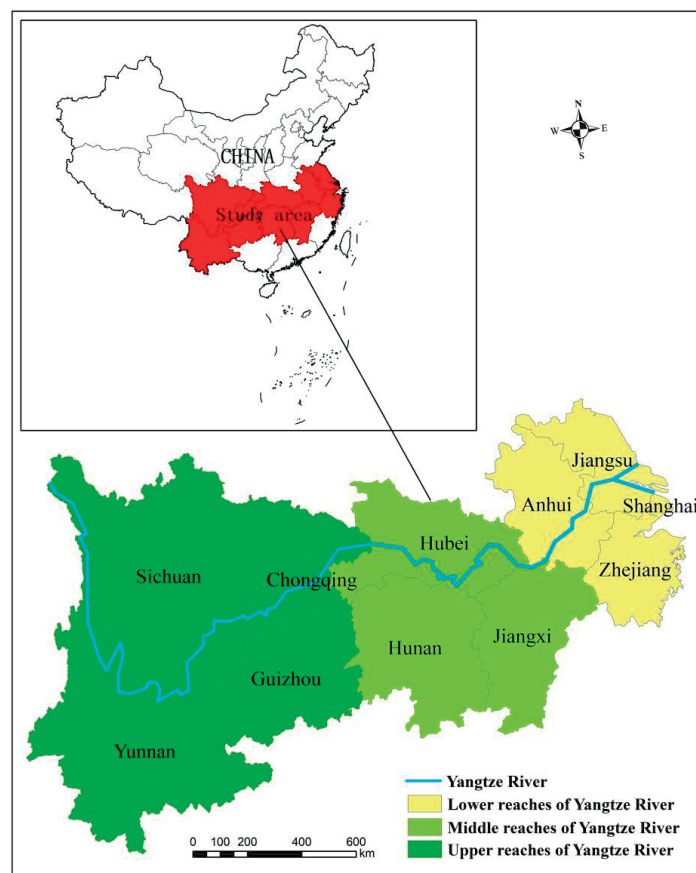 CHINA
Study area
N
W E
S
Jiangsu
Anhui
Shanghai
Hubei
Zhejiang
Sichuan
Chongqing
Jiangxi
Hunan
Guizhou
Yunnan
Yangtze River
Lower reaches of Yangtze River
Middle reaches of Yangtze River
Upper reaches of Yangtze River
0 100 200 400 600
km